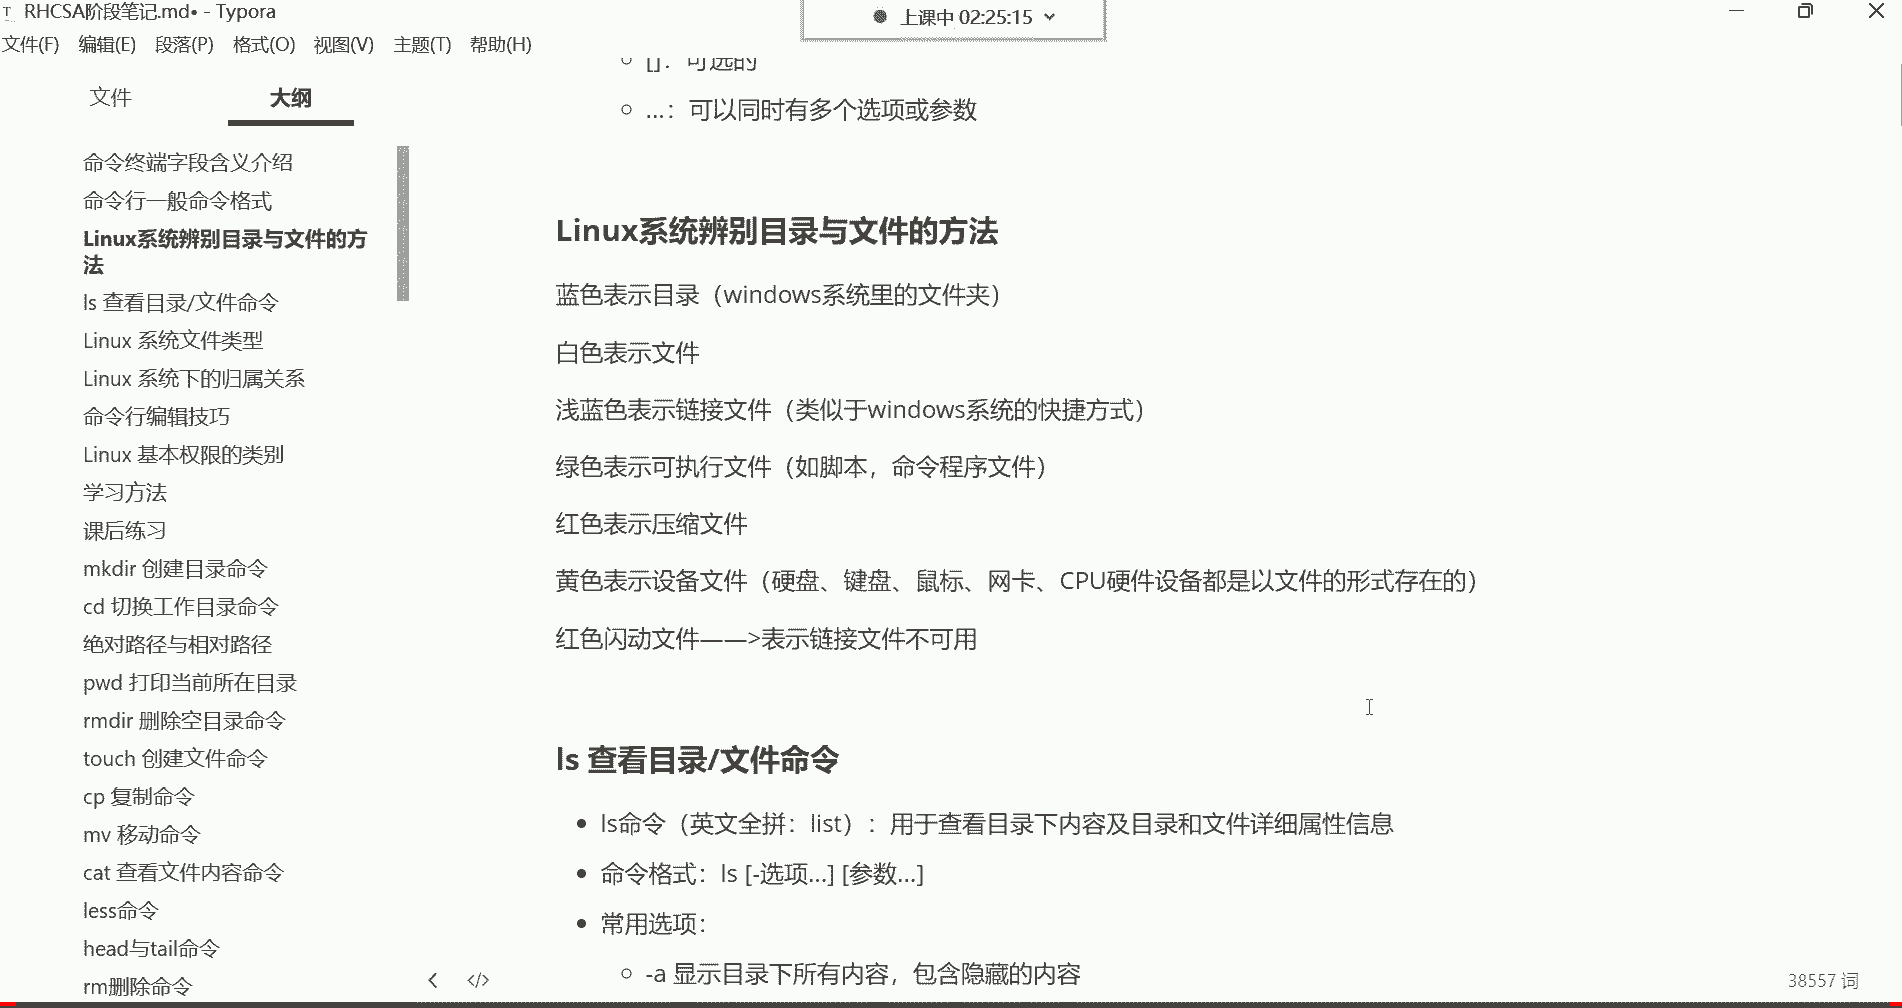 RHCSA阶段笔记.md• - Typora
上课中 02:25:15
文件(F) 编辑(E) 段落(P) 格式(O) 视图(V) 主题(T) 帮助(H)
文件 大纲
命令终端字段含义介绍
命令行一般命令格式
Linux系统辨别目录与文件的方
法
ls 查看目录/文件命令
Linux 系统文件类型
Linux 系统下的归属关系
命令行编辑技巧
Linux 基本权限的类别
学习方法
课后练习
mkdir 创建目录命令
cd 切换工作目录命令
绝对路径与相对路径
pwd 打印当前所在目录
rmdir 删除空目录命令
touch 创建文件命令
cp 复制命令
mv 移动命令
cat 查看文件内容命令
less命令
head与tail命令
rm删除命令
[]：可选的
...：可以同时有多个选项或参数
Linux系统辨别目录与文件的方法
蓝色表示目录（windows系统里的文件夹）
白色表示文件
浅蓝色表示链接文件（类似于windows系统的快捷方式）
绿色表示可执行文件（如脚本，命令程序文件）
红色表示压缩文件
黄色表示设备文件（硬盘、键盘、鼠标、网卡、CPU硬件设备都是以文件的形式存在的）
红色闪动文件——>表示链接文件不可用
ls 查看目录/文件命令
ls命令（英文全拼：list）：用于查看目录下内容及目录和文件详细属性信息
命令格式：ls [-选项...] [参数...]
常用选项：
-a 显示目录下所有内容，包含隐藏的内容
38557 词